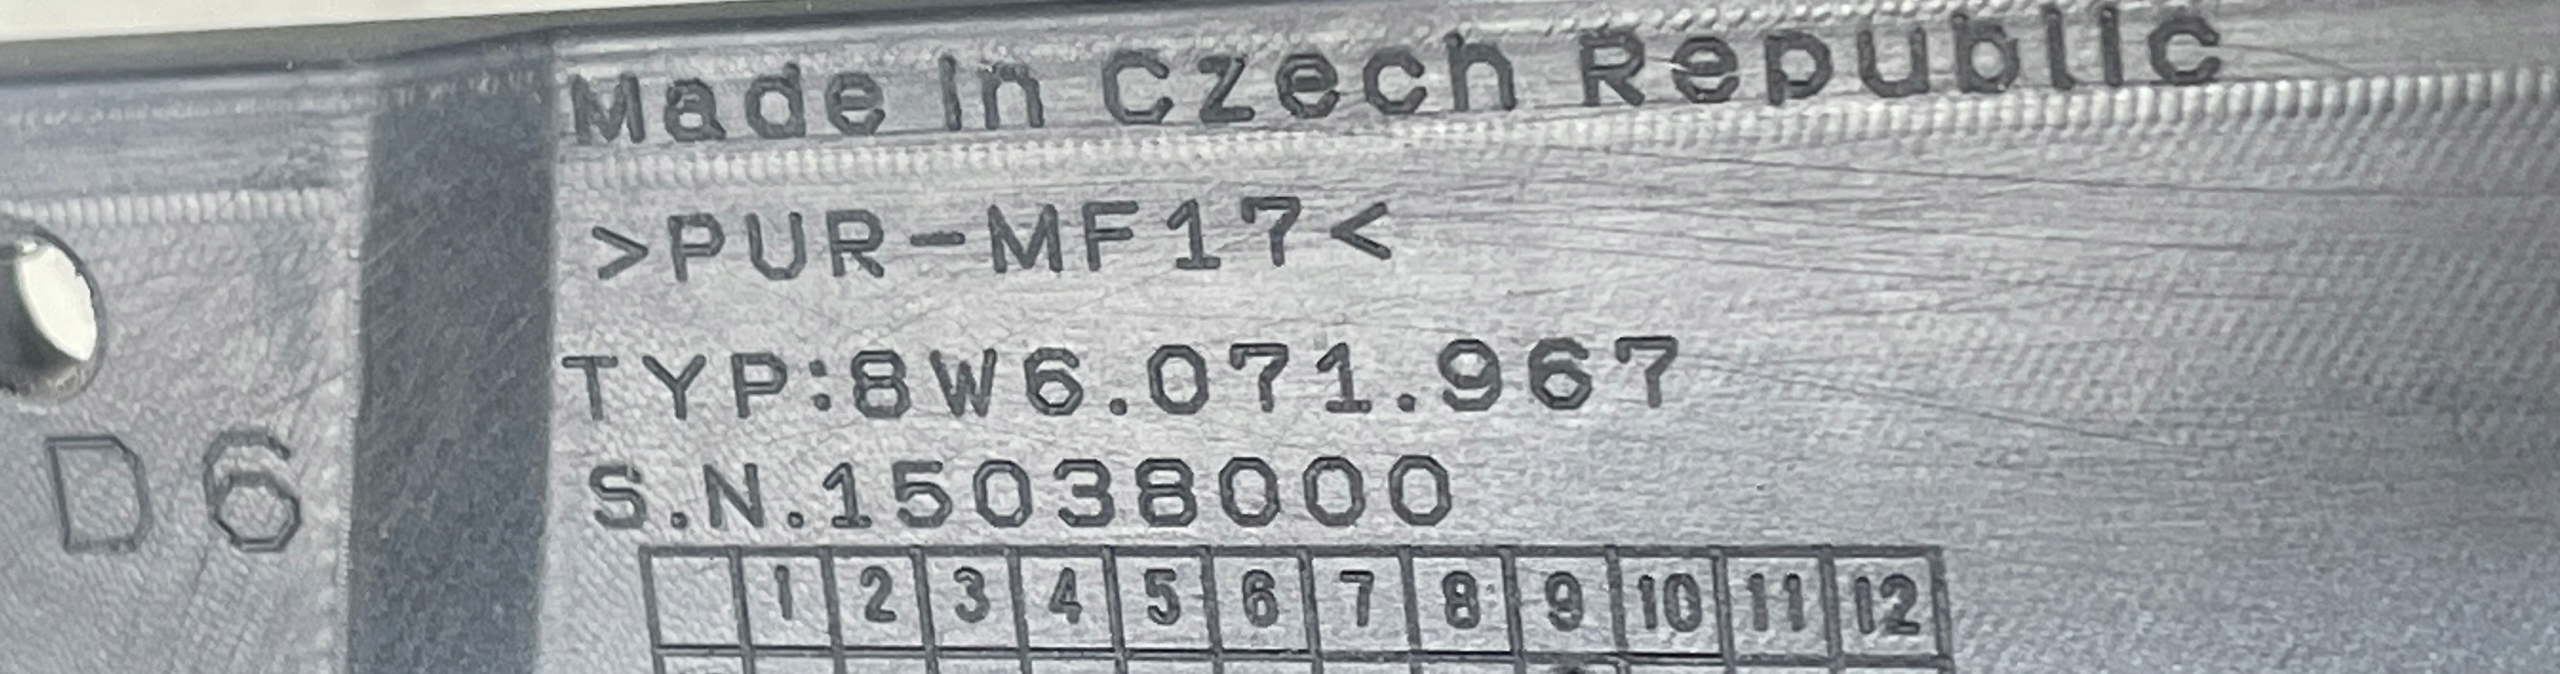 Made in Czech Republic
>PUR-MF17<
TYP:8W6.071.967
D6
S.N.15038000
1 2 3 4 5 6 7 8 9 10 11 12